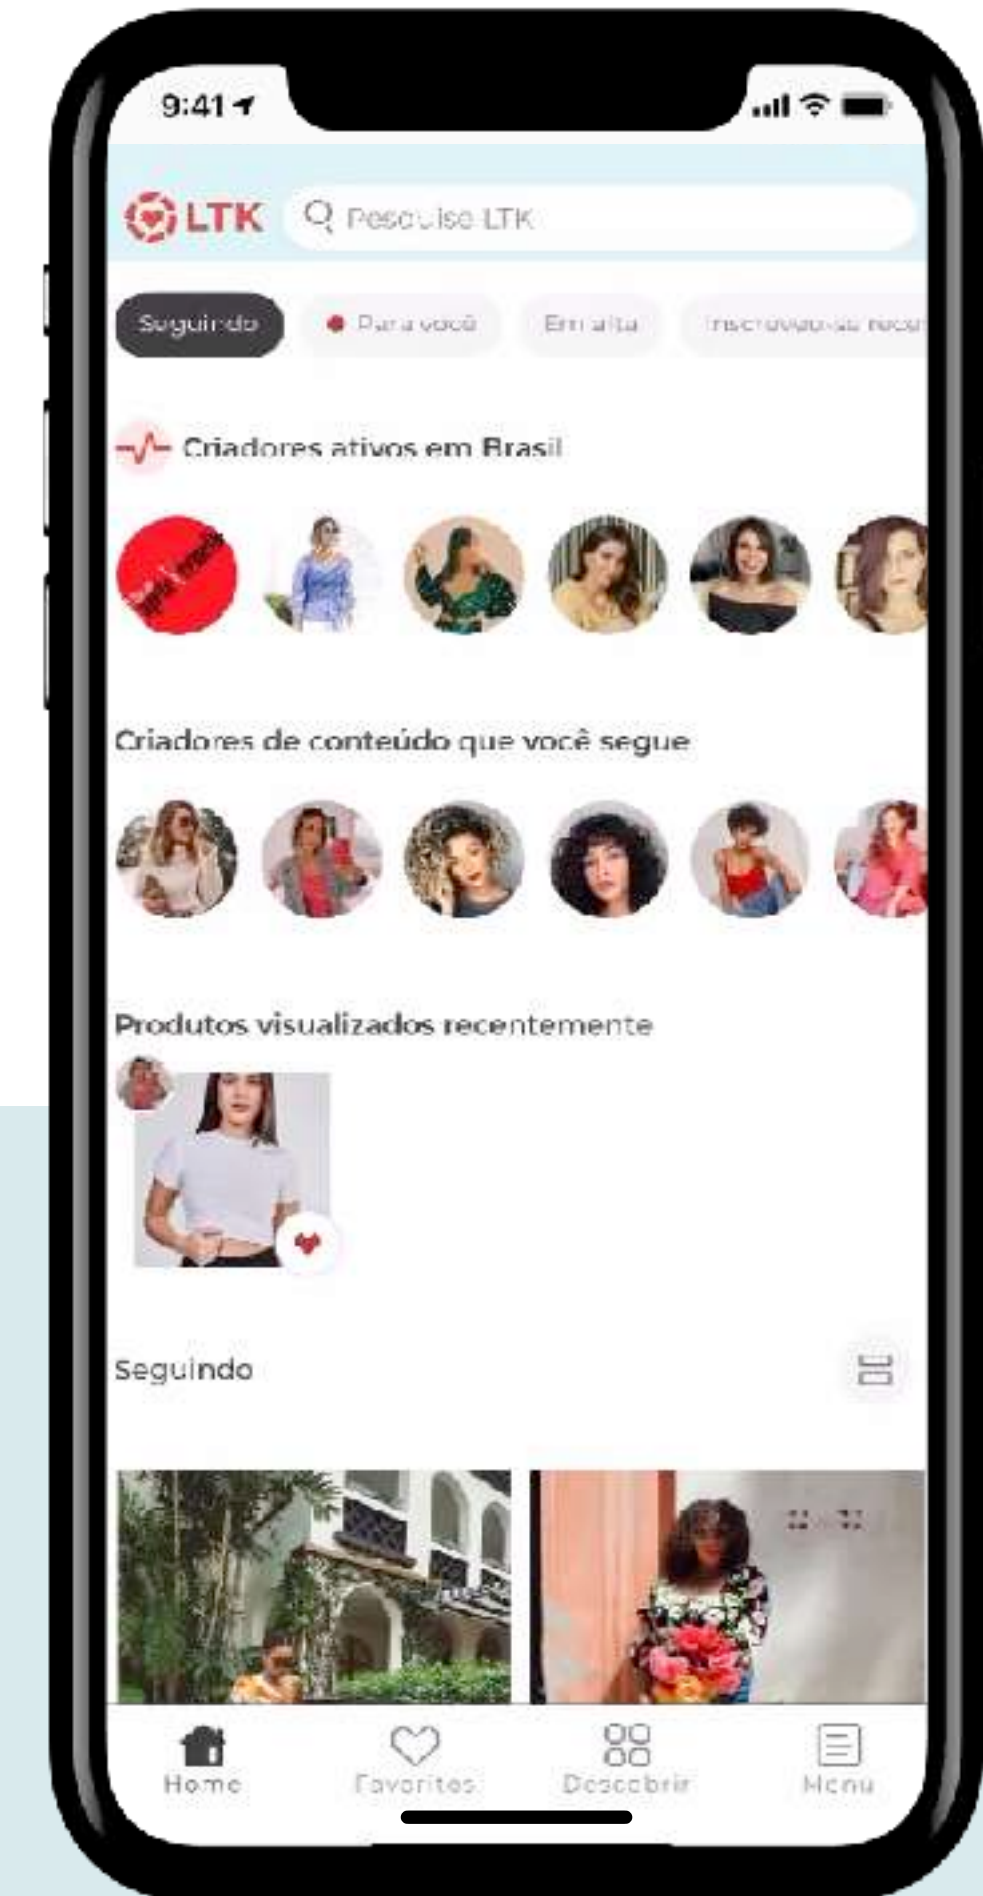 9:41
LTK
Pesquise LTK
Seguindo
Para você
Em alta
Criadores ativos em Brasil
Criadores de conteúdo que você segue
Produtos visualizados recentemente
Seguindo
Home
Favoritos
Descobrir
Menu